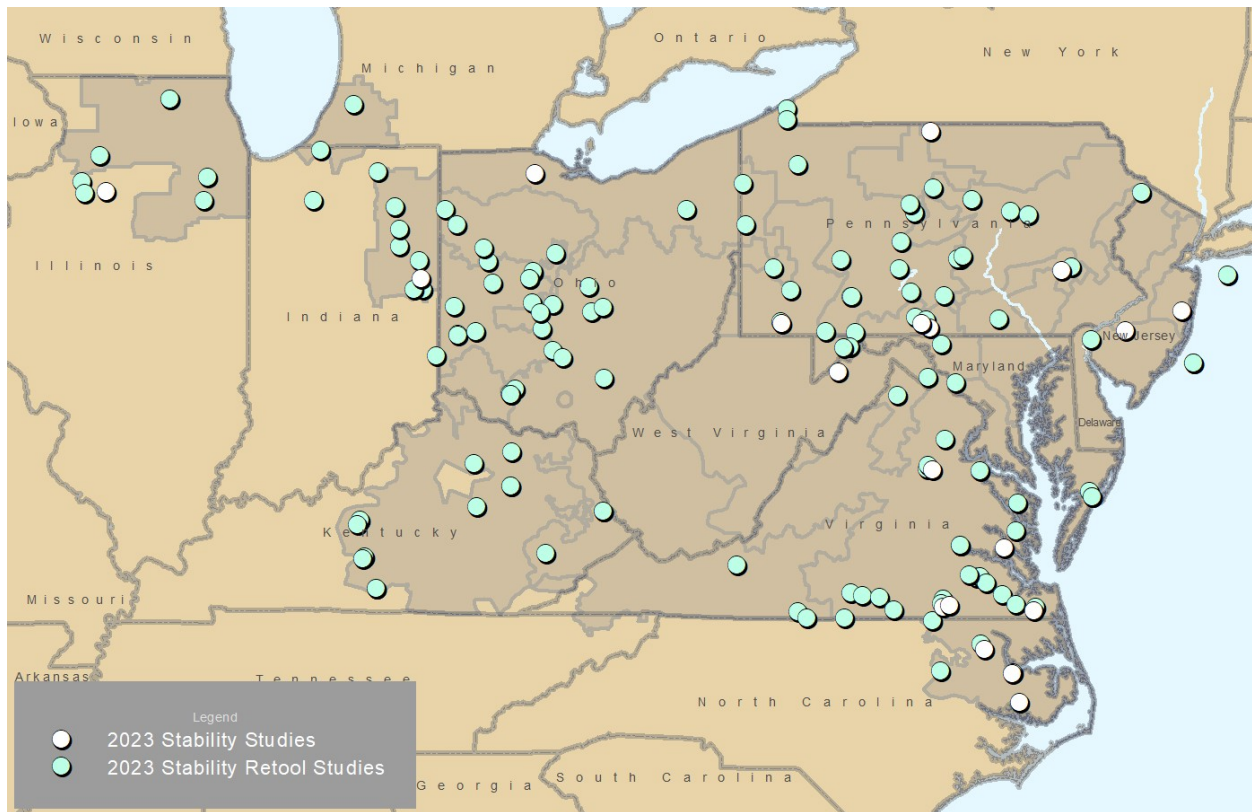 Wisconsin
Ontario
New York
Michigan
Iowa
Pennsylvania
Illinois
Ohio
Indiana
New Jersey
Maryland
Delaware
West Virginia
Virginia
Kentucky
Missouri
Arkansas
Tennessee
North Carolina
Legend
2023 Stability Studies
2023 Stability Retool Studies
Georgia
South Carolina